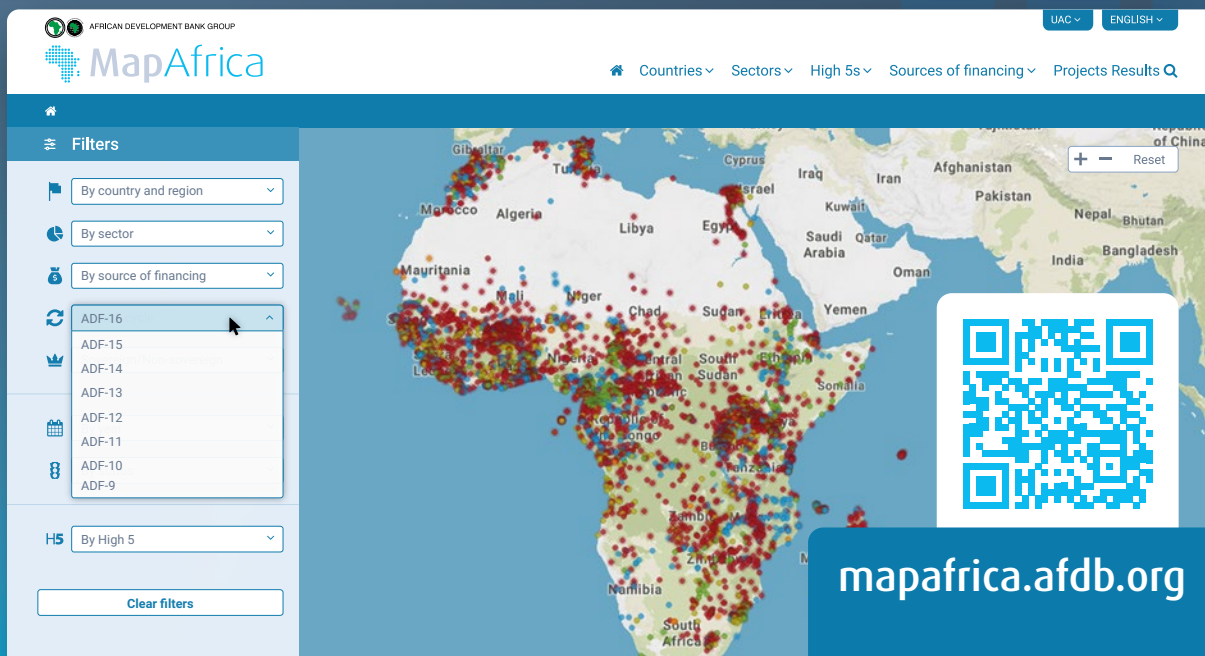 AFRICAN DEVELOPMENT BANK GROUP
UAC
ENGLISH
MapAfrica
Countries
Sectors
High 5s
Sources of financing
Projects Results
Filters
By country and region
By sector
By source of financing
ADF-16
ADF-15
ADF-14
ADF-13
ADF-12
ADF-11
ADF-10
ADF-9
H5
By High 5
Clear filters
Reset
of China
Gibraltar
Cyprus
Israel
Iraq
Iran
Afghanistan
Pakistan
Nepal
Bhutan
Morocco
Algeria
Libya
Egypt
Kuwait
Saudi
Arabia
Qatar
Bangladesh
India
Oman
Mauritania
Mali
Niger
Chad
Sudan
Eritrea
Yemen
Nigeria
South
Sudan
Ethiopia
Somalia
Tanzania
Namibia
South
Africa
mapafrica.afdb.org